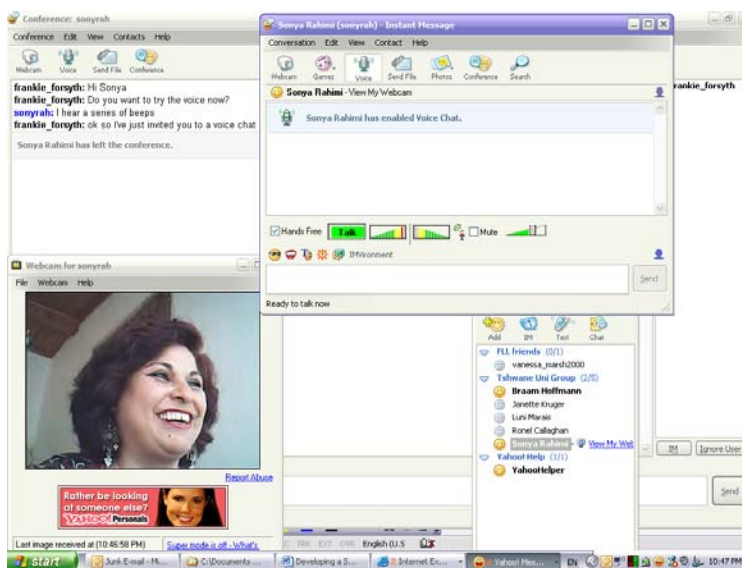 Conference: sonyrah
Conference Edit View Contacts Help
Webcam Voice Send File Conference
frankie_forsyth: Hi Sonya
frankie_forsyth: Do you want to try the voice now?
sonyrah: I hear a series of beeps
frankie_forsyth: ok so I've just invited you to a voice chat
Sonya Rahimi has left the conference.
Sonya Rahimi (sonyrah) - Instant Message
Conversation Edit View Contact Help
Webcam Games Voice Send File Photos Conference Search
Sonya Rahimi - View My Webcam
Sonya Rahimi has enabled Voice Chat.
Hands Free Talk Mute
IMVironment
Send
Ready to talk now
rankie_forsyth
Webcam for sonyrah
File Webcam Help
Report Abuse
Rather be looking
at someone else?
YAHOO! Personals
Last image received at (10:46:58 PM) Super mode is off - What's
Add IM Text Chat
FLL friends (0/1)
vanessa_marsh2000
Tshwane Uni Group (2/5)
Braam Hoffmann
Janette Kruger
Luni Marais
Ronel Callaghan
Sonya Rahimi - View My Web
Yahoo! Help (1/1)
YahooHelper
IM Ignore User
Send
TRK EXT OVR English (U.S
start Junk E-mail - Mi... C:\Documents ... Developing a S... 2 Internet Ex... Yahoo! Mes... EN 10:47 PM